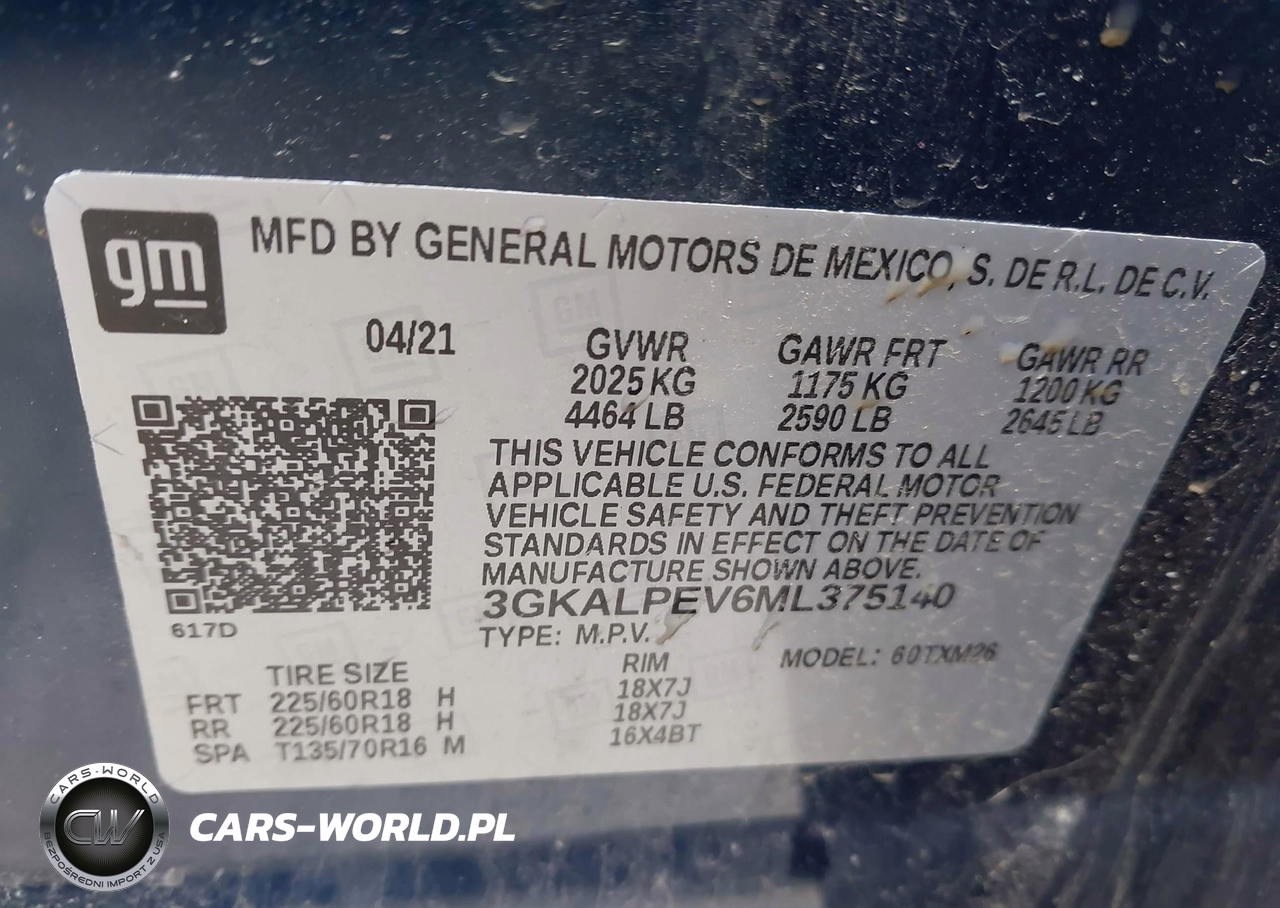 gm
MFD BY GENERAL MOTORS DE MEXICO, S. DE R.L. DE C.V.
04/21
GVWR GAWR FRT GAWR RR
2025 KG 1175 KG 1200 KG
4464 LB 2590 LB 2645 LB
THIS VEHICLE CONFORMS TO ALL
APPLICABLE U.S. FEDERAL MOTOR
VEHICLE SAFETY AND THEFT PREVENTION
STANDARDS IN EFFECT ON THE DATE OF
MANUFACTURE SHOWN ABOVE.
3GKALPEV6ML375140
617D
TYPE: M.P.V. MODEL: 60TXM26
TIRE SIZE RIM
FRT 225/60R18 H 18X7J
RR 225/60R18 H 18X7J
SPA T135/70R16 M 16X4BT
CARS-WORLD
CW
BEZPOŚREDNI IMPORT Z USA
CARS-WORLD.PL